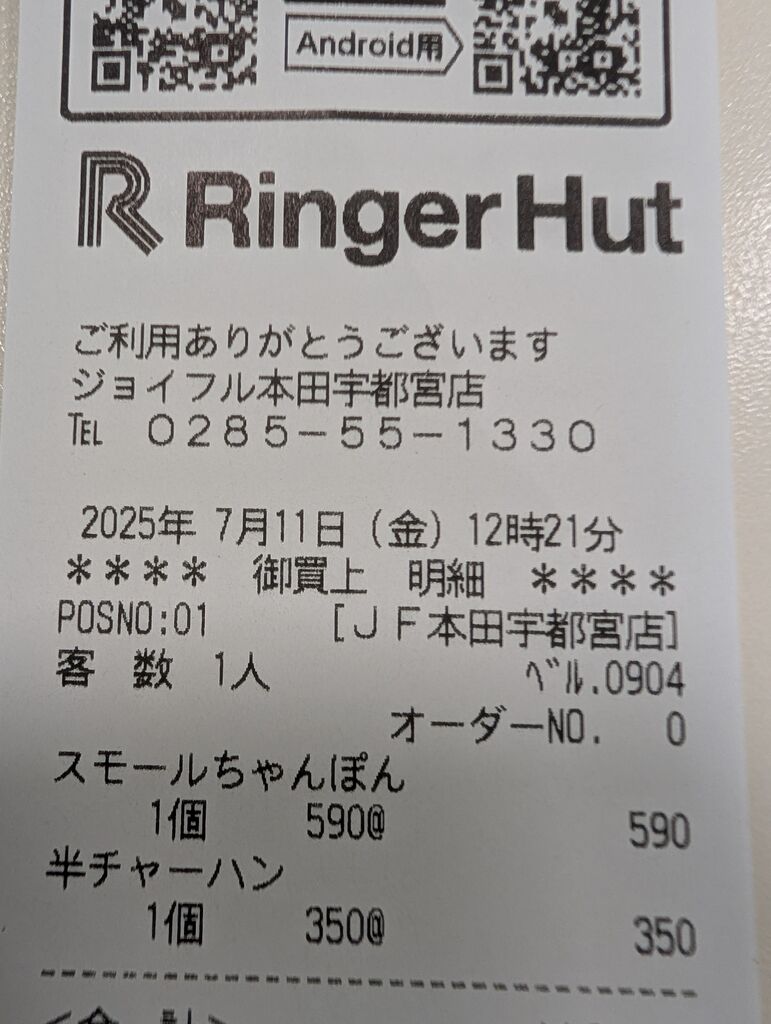 Android用
Ringer Hut
ご利用ありがとうございます
ジョイフル本田宇都宮店
℡ 0285-55-1330
2025年 7月11日（金）12時21分
＊＊＊＊ 御買上 明細 ＊＊＊＊
POSNO:01 [ＪＦ本田宇都宮店]
客 数 1人 ﾍﾞﾙ.0904
オーダーNO. 0
スモールちゃんぽん
1個 590@ 590
半チャーハン
1個 350@ 350